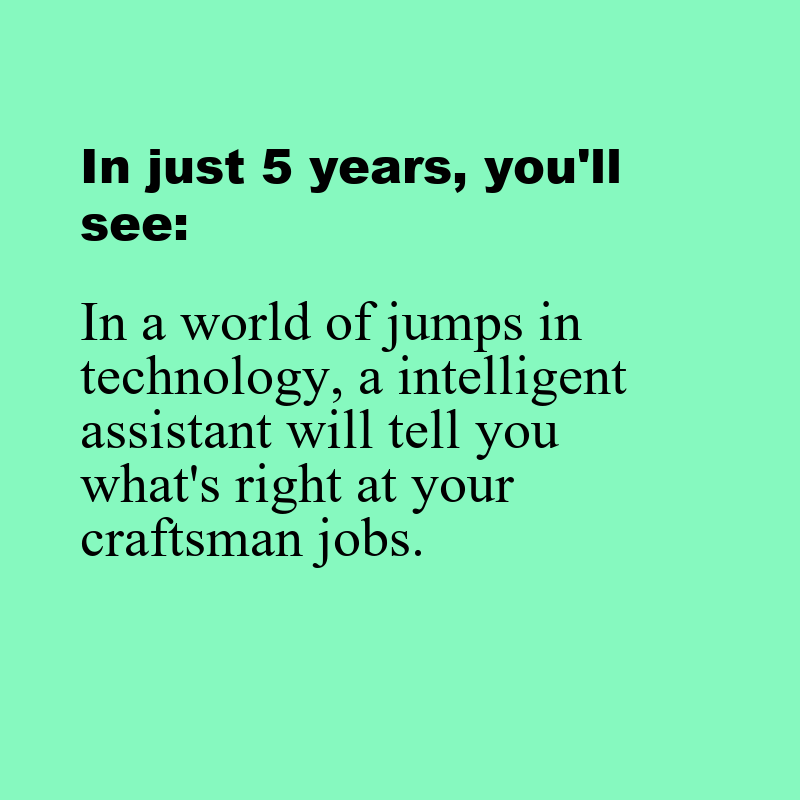 In just 5 years, you'll
see:
In a world of jumps in
technology, a intelligent
assistant will tell you
what's right at your
craftsman jobs.